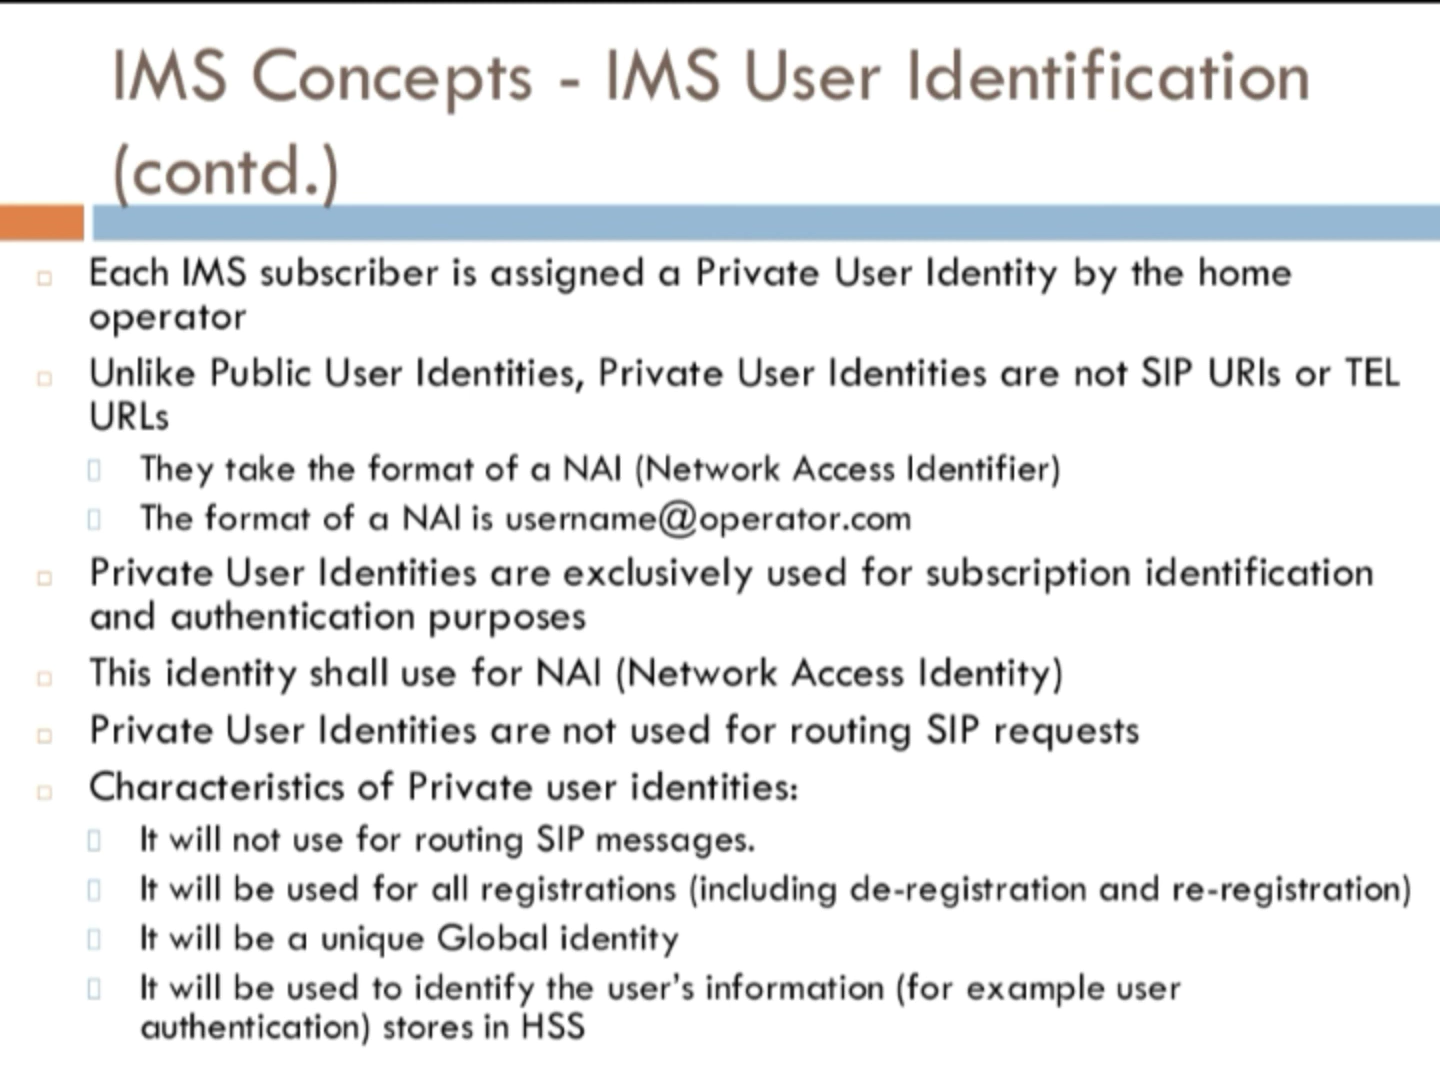 IMS Concepts - IMS User Identification
(contd.)
Each IMS subscriber is assigned a Private User Identity by the home
operator
Unlike Public User Identities, Private User Identities are not SIP URIs or TEL
URLs
They take the format of a NAI (Network Access Identifier)
The format of a NAI is username@operator.com
Private User Identities are exclusively used for subscription identification
and authentication purposes
This identity shall use for NAI (Network Access Identity)
Private User Identities are not used for routing SIP requests
Characteristics of Private user identities:
It will not use for routing SIP messages.
It will be used for all registrations (including de-registration and re-registration)
It will be a unique Global identity
It will be used to identify the user's information (for example user
authentication) stores in HSS